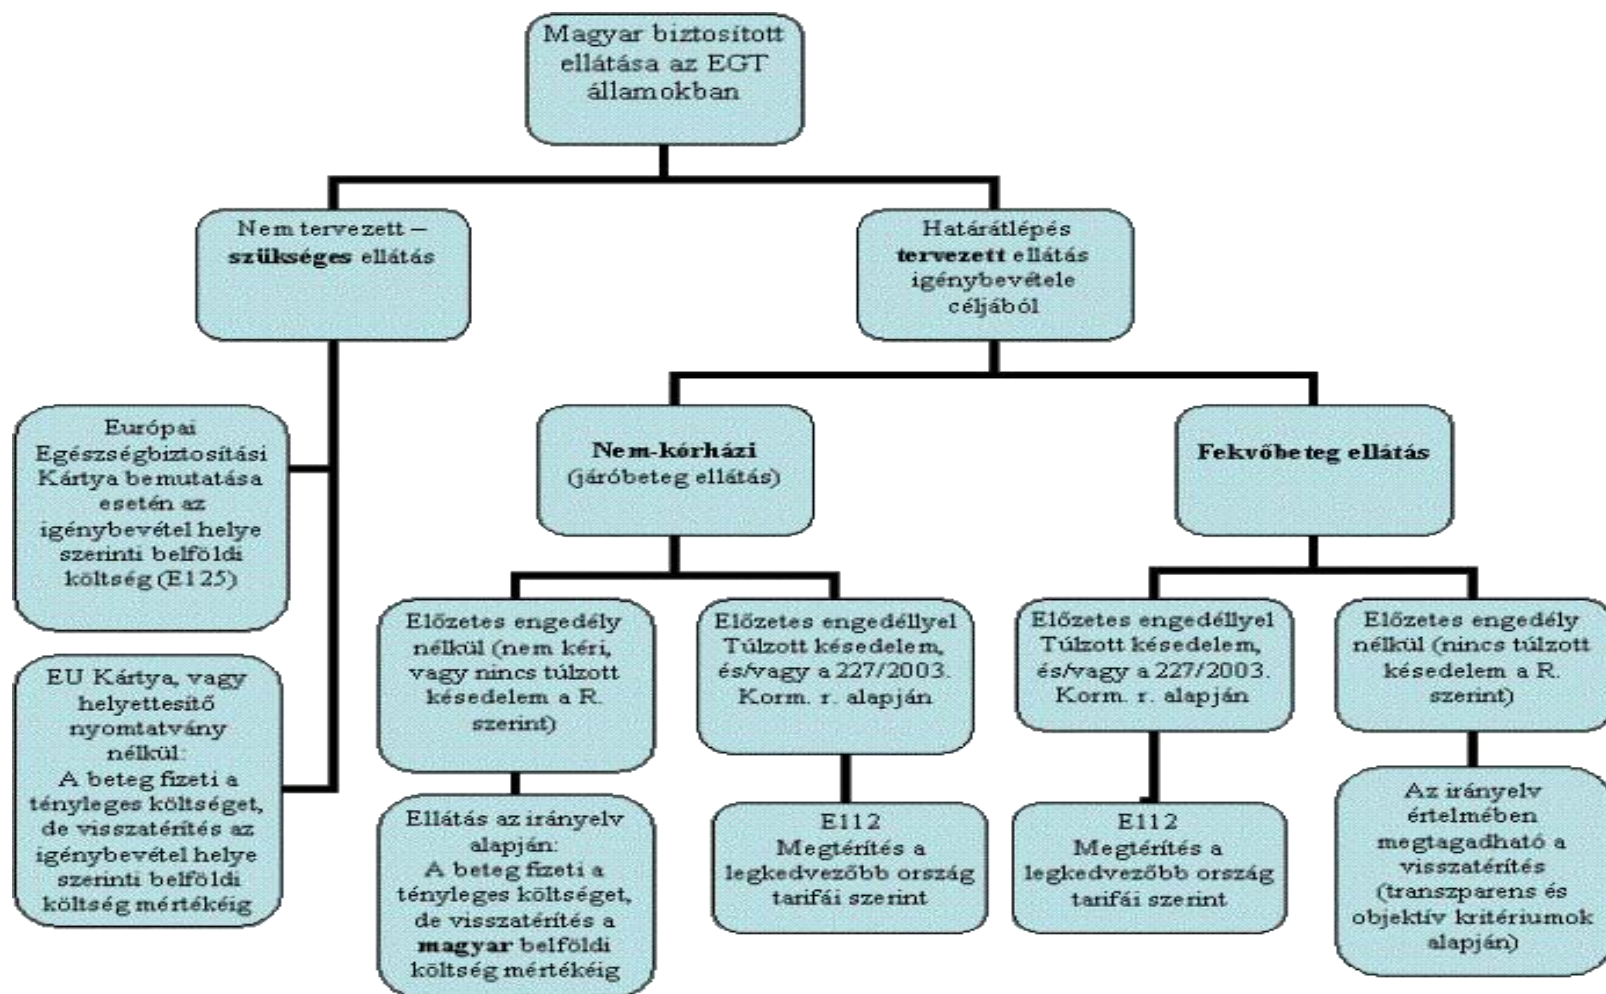 Magyar biztosított
ellátása az EGT
államokban
Nem tervezett –
szükséges ellátás
Határátlépés
tervezett ellátás
igénybevétele
céljából
Európai
Egészségbiztosítási
Kártya bemutatása
esetén az
igénybevétel helye
szerinti belföldi
költség (E125)
EU Kártya, vagy
helyettesítő
nyomtatvány
nélkül:
A beteg fizeti a
tényleges költséget,
de visszatérítés az
igénybevétel helye
szerinti belföldi
költség mértékéig
Nem-kórházi
(járóbeteg ellátás)
Fekvőbeteg ellátás
Előzetes engedély
nélkül (nem kéri,
vagy nincs túlzott
késedelem a R.
szerint)
Előzetes engedéllyel
Túlzott késedelem,
és/vagy a 227/2003.
Korm. r. alapján
Előzetes engedéllyel
Túlzott késedelem,
és/vagy a 227/2003.
Korm. r. alapján
Előzetes engedély
nélkül (nincs túlzott
késedelem a R.
szerint)
Ellátás az irányelv
alapján:
A beteg fizeti a
tényleges költséget,
de visszatérítés a
magyar belföldi
költség mértékéig
E112
Megtérítés a
legkedvezőbb ország
tarifái szerint
E112
Megtérítés a
legkedvezőbb ország
tarifái szerint
Az irányelv
értelmében
megtagadható a
visszatérítés
(transzparens és
objektív kritériumok
alapján)